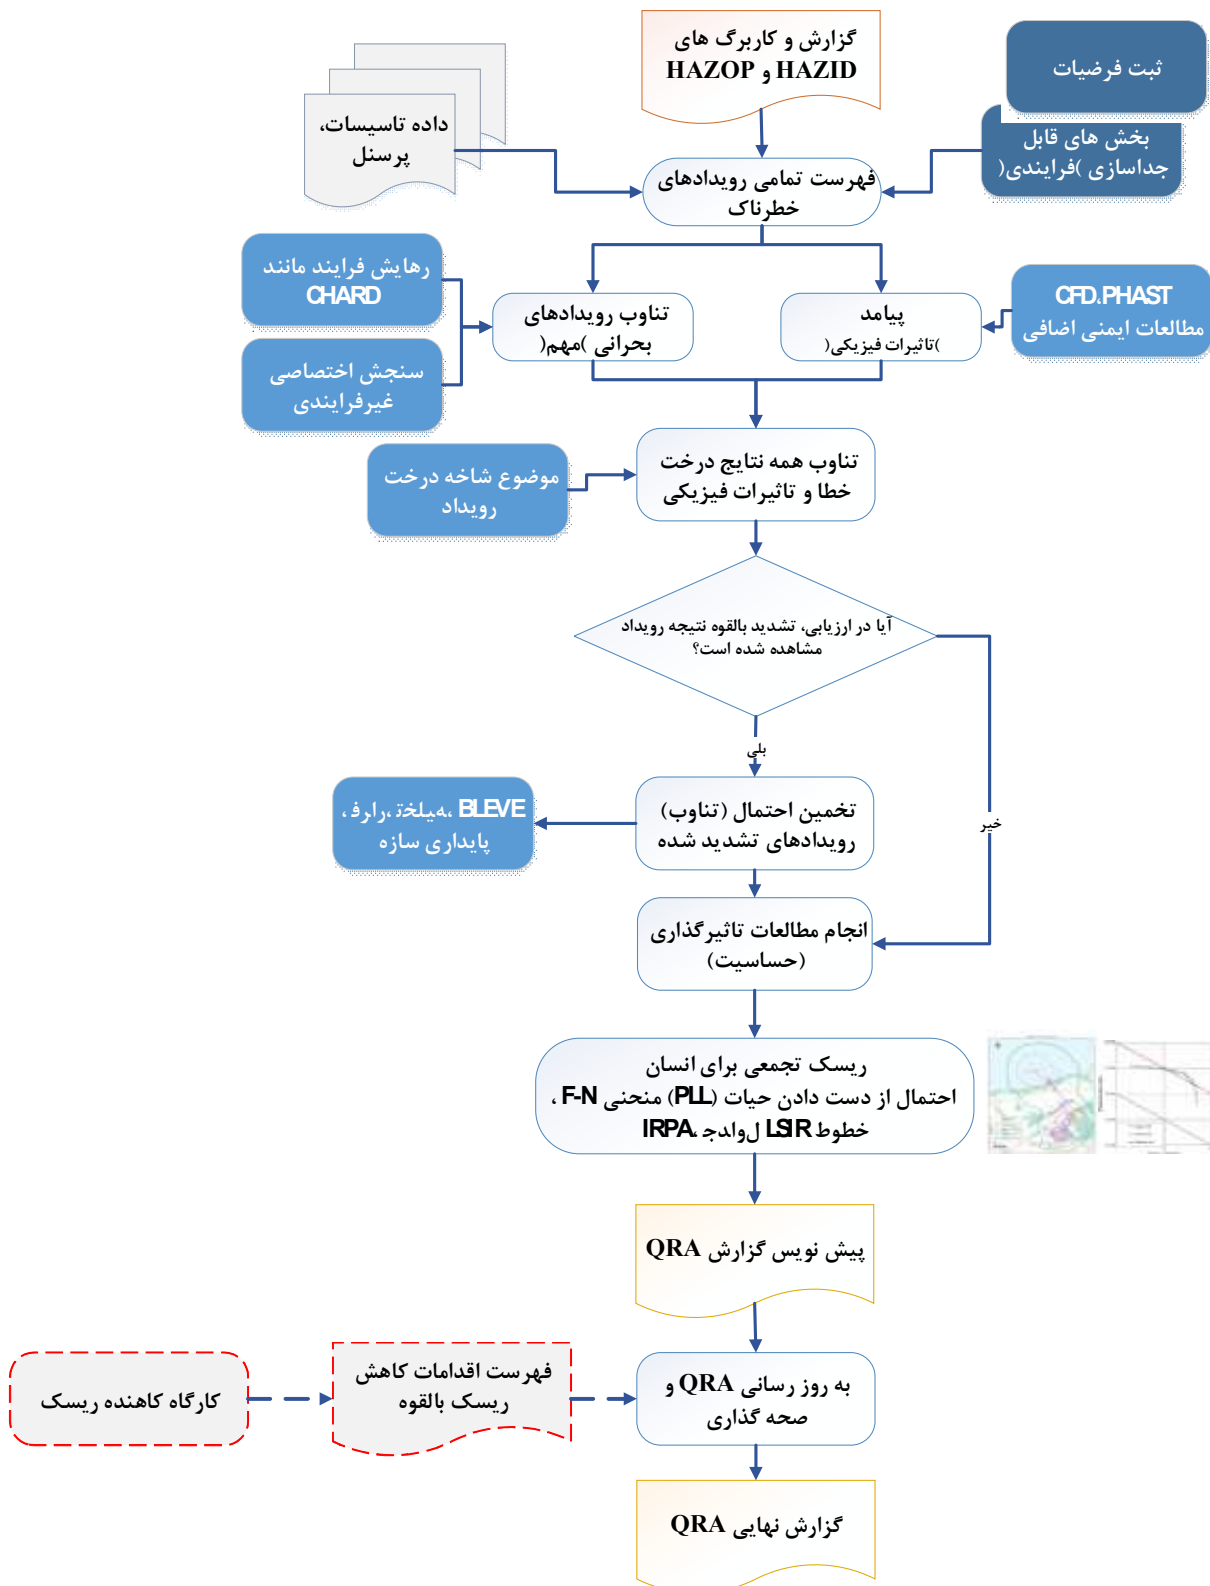 گزارش و کاربرگ های
HAZOP و HAZID
ثبت فرضیات
داده تاسیسات،
پرسنل
بخش های قابل
جداسازی )فرایندی(
فهرست تمامی رویدادهای
خطرناک
رهایش فرایند مانند
CHARD
تناوب رویدادهای
بحرانی )مهم(
پیامد
)تاثیرات فیزیکی(
CFD،PHAST
مطالعات ایمنی اضافی
سنجش اختصاصی
غیرفرایندی
تناوب همه نتایج درخت
خطا و تاثیرات فیزیکی
موضوع شاخه درخت
رویداد
آیا در ارزیابی، تشدید بالقوه نتیجه رویداد
مشاهده شده است؟
بلی
خیر
تخمین احتمال (تناوب)
رویدادهای تشدید شده
BLEVE ،هیلخت ،رارف ،
پایداری سازه
انجام مطالعات تاثیرگذاری
(حساسیت)
ریسک تجمعی برای انسان
احتمال از دست دادن حیات (PLL) منحنی F-N ،
خطوط LSIR لوادج ،IRPA
پیش نویس گزارش QRA
به روز رسانی QRA و
صحه گذاری
فهرست اقدامات کاهش
ریسک بالقوه
کارگاه کاهنده ریسک
گزارش نهایی QRA